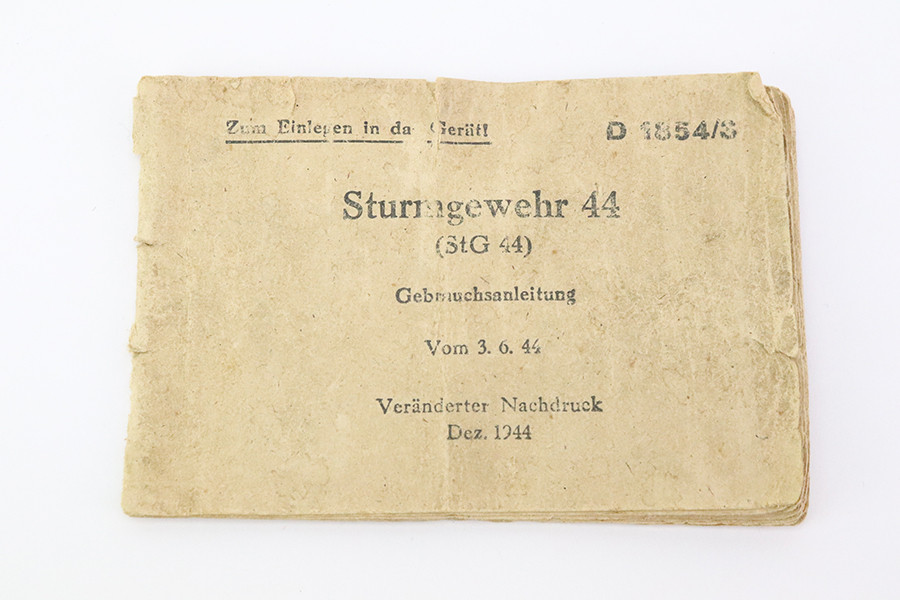 Zum Einlegen in da Gerät!
D 1854/3
Sturmgewehr 44
(StG 44)
Gebrauchsanleitung
Vom 3. 6. 44
Veränderter Nachdruck
Dez. 1944